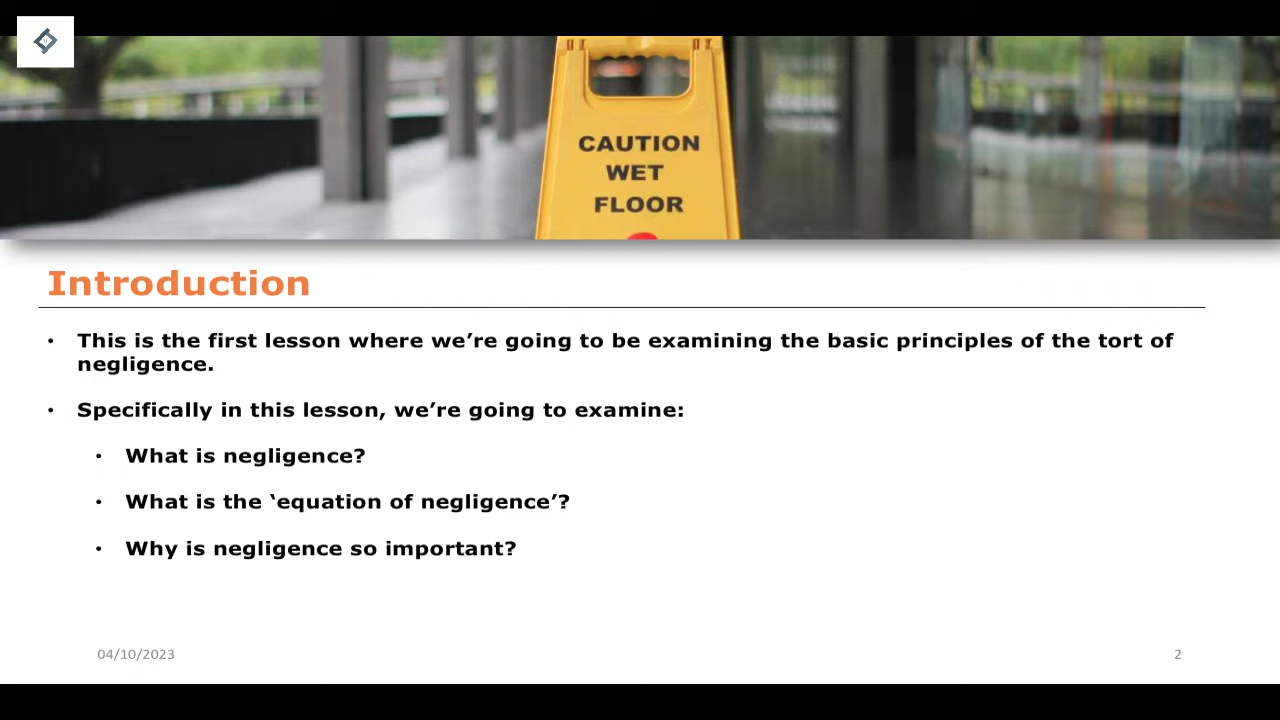 CAUTION
WET
FLOOR
Introduction
• This is the first lesson where we’re going to be examining the basic principles of the tort of
negligence.
• Specifically in this lesson, we’re going to examine:
• What is negligence?
• What is the ‘equation of negligence’?
• Why is negligence so important?
04/10/2023
2